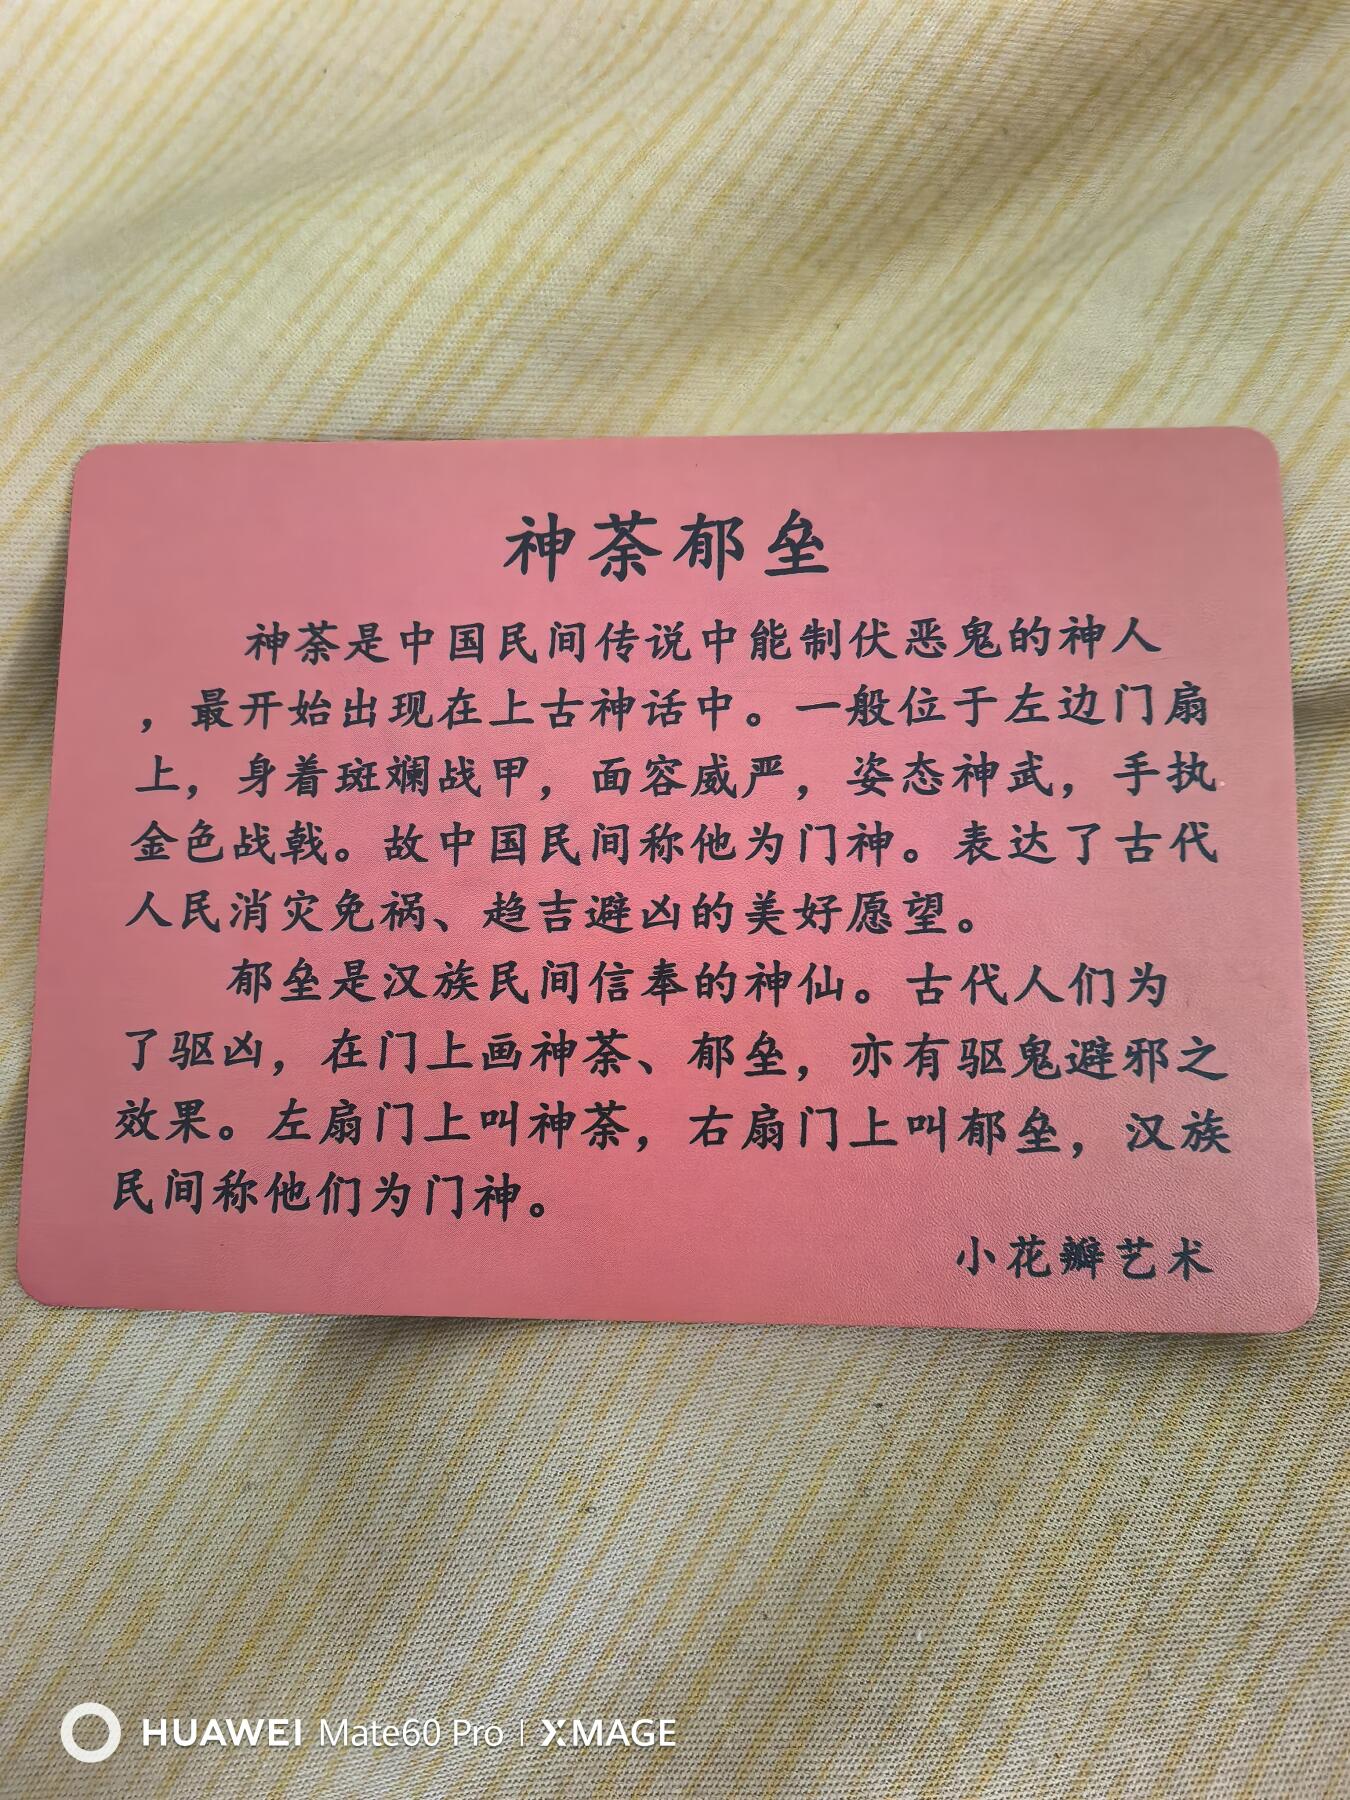 神荼郁垒
神荼是中国民间传说中能制伏恶鬼的神人
，最开始出现在上古神话中。一般位于左边门扇
上，身着斑斓战甲，面容威严，姿态神武，手执
金色战戟。故中国民间称他为门神。表达了古代
人民消灾免祸、趋吉避凶的美好愿望。
郁垒是汉族民间信奉的神仙。古代人们为
了驱凶，在门上画神荼、郁垒，亦有驱鬼避邪之
效果。左扇门上叫神荼，右扇门上叫郁垒，汉族
民间称他们为门神。
小花瓣艺术
HUAWEI Mate60 Pro | XMAGE